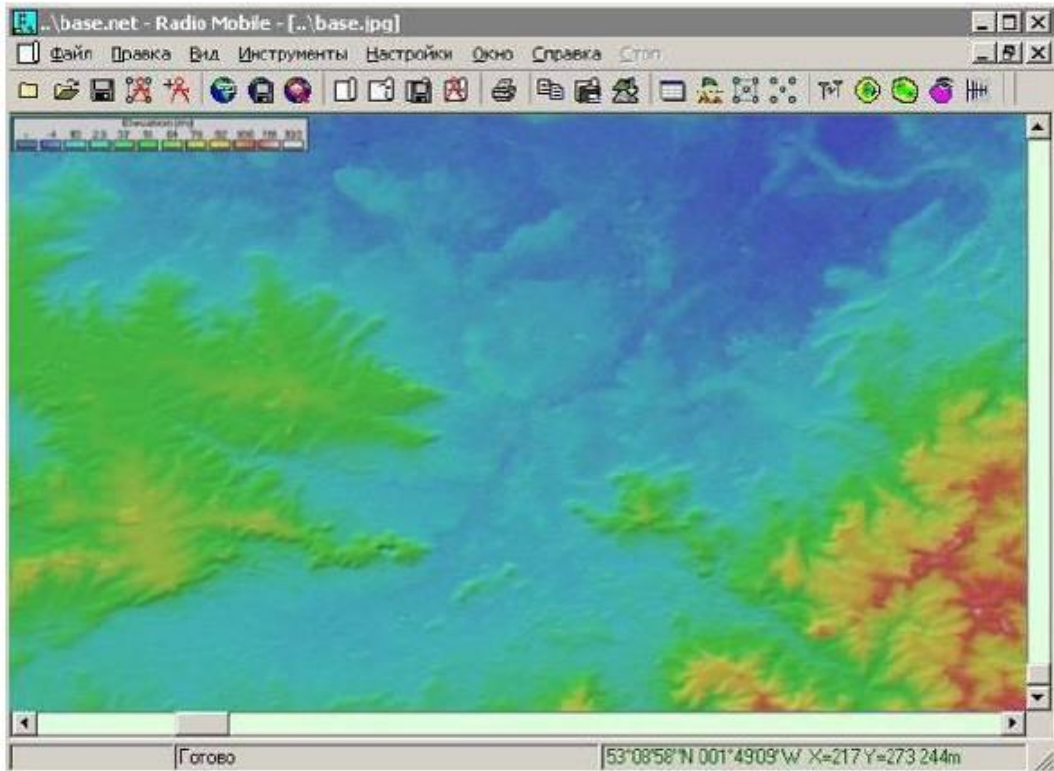 ..\base.net - Radio Mobile - [..\base.jpg]
Файл Правка Вид Инструменты Настройки Окно Справка Стоп
Elevation (m)
Готово
53°08'58"N 001°49'09"W X=217 Y=273 244m